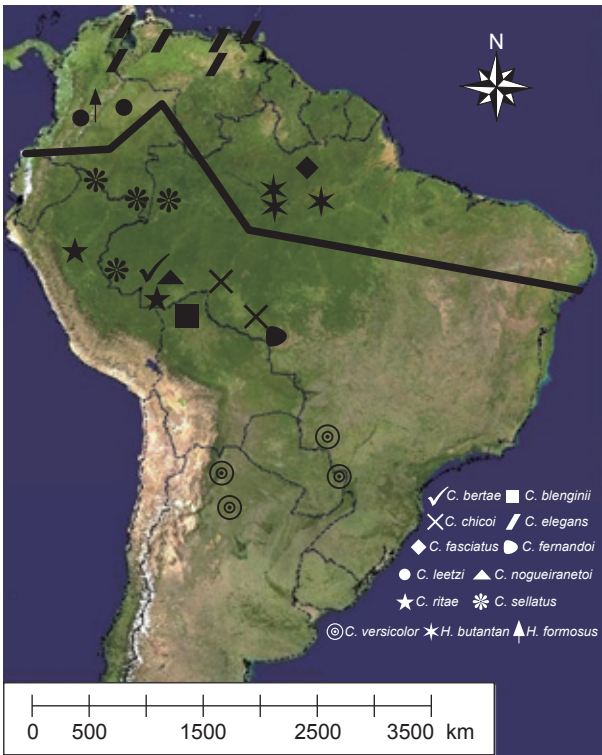 N
C. bertae C. blenginii
C. chicoi C. elegans
C. fasciatus C. fernandoi
C. leetzi C. nogueiranetoi
C. ritae C. sellatus
C. versicolor H. butantan H. formosus
0 500 1500 2500 3500 km